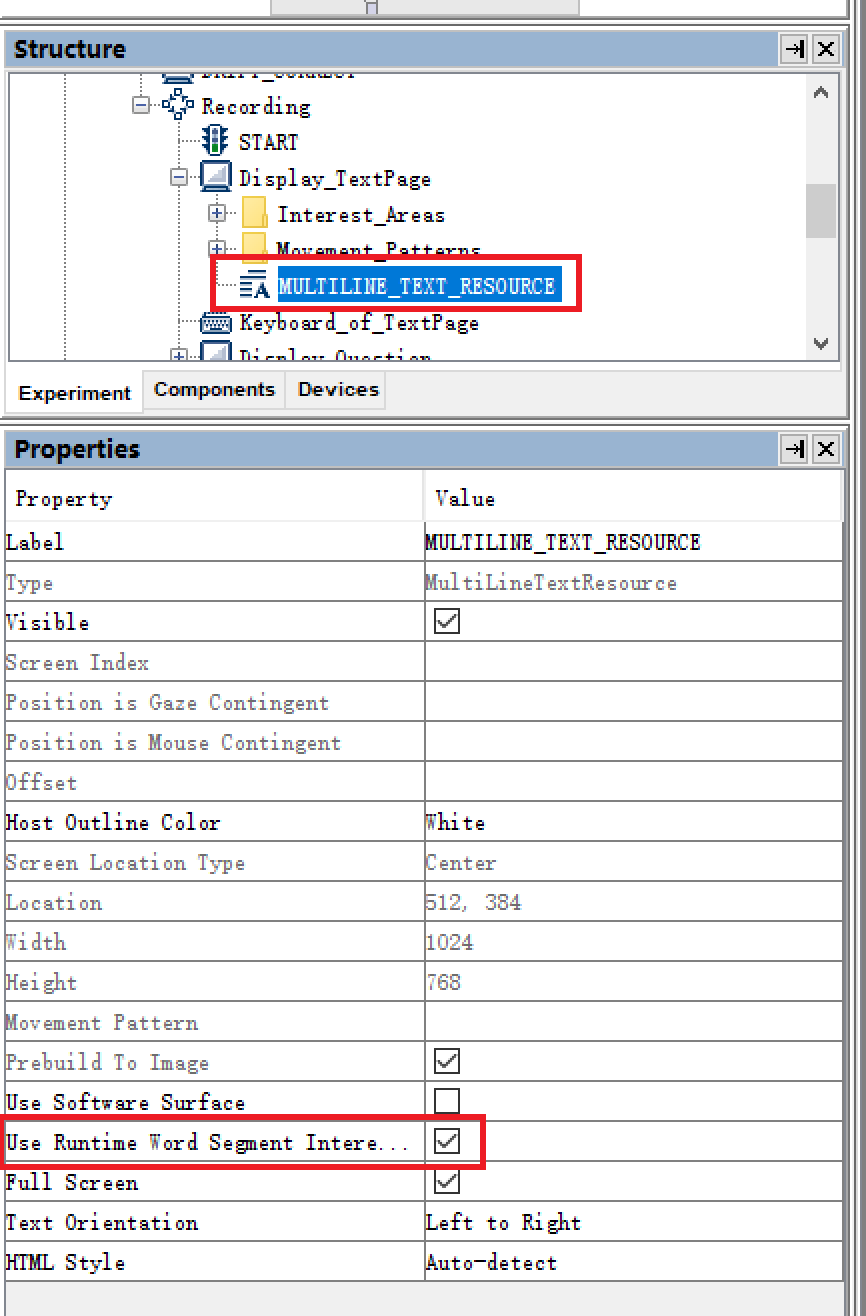 Structure
DRIFT_CORRECT
Recording
START
Display_TextPage
Interest_Areas
Movement_Patterns
MULTILINE_TEXT_RESOURCE
Keyboard_of_TextPage
Display_Question
Experiment Components Devices
Properties
Property Value
Label MULTILINE_TEXT_RESOURCE
Type MultiLineTextResource
Visible
Screen Index
Position is Gaze Contingent
Position is Mouse Contingent
Offset
Host Outline Color White
Screen Location Type Center
Location 512, 384
Width 1024
Height 768
Movement Pattern
Prebuild To Image
Use Software Surface
Use Runtime Word Segment Intere...
Full Screen
Text Orientation Left to Right
HTML Style Auto-detect